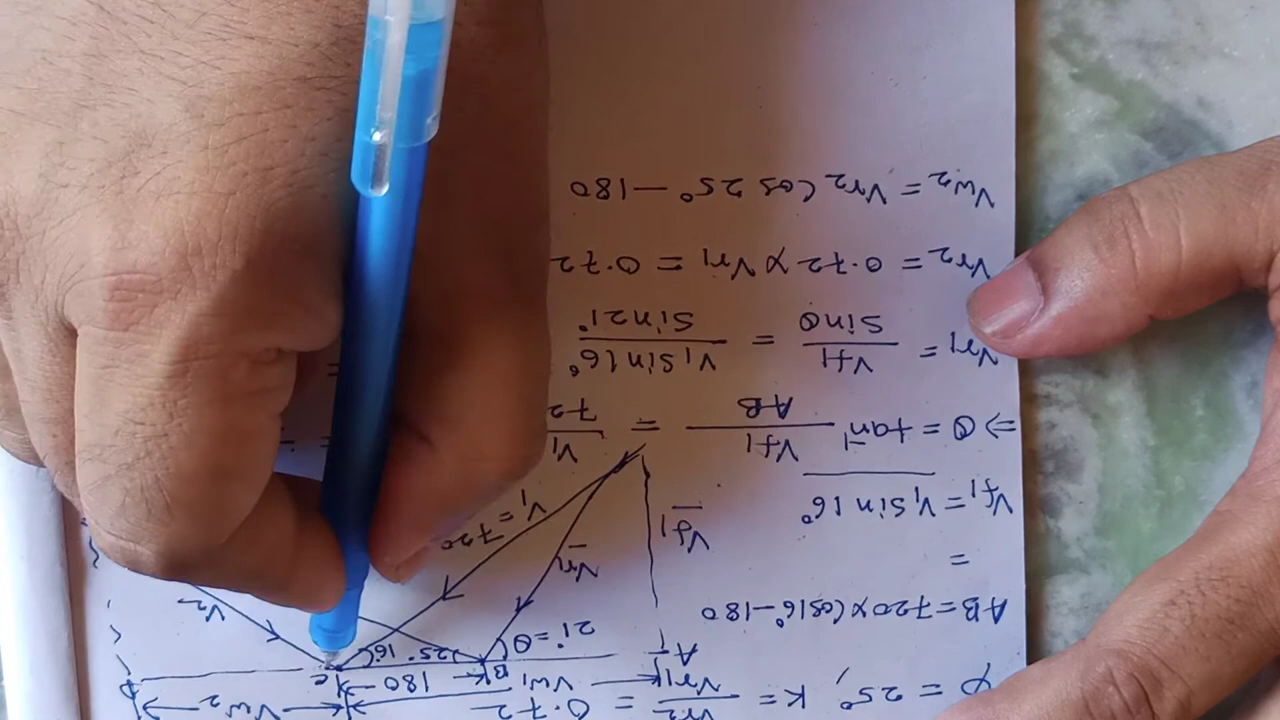 φ = 25°, K = Vr2/Vr1 = 0.72
AB = 720 × Cos16° - 180
=
Vf1 = V1 Sin 16°
⇒ θ = tan⁻¹ Vf1/AB = V1 72
Vr1 = Vf1/Sinθ = V1 Sin16°/Sin21°
Vr2 = 0.72 × Vr1 = 0.72
Vw2 = Vr2 Cos 25° - 180
Vw2
Vw1
180
A
B
C
D
21° = θ
25°
16°
Vf1
Vr1
V1 = 720
V2